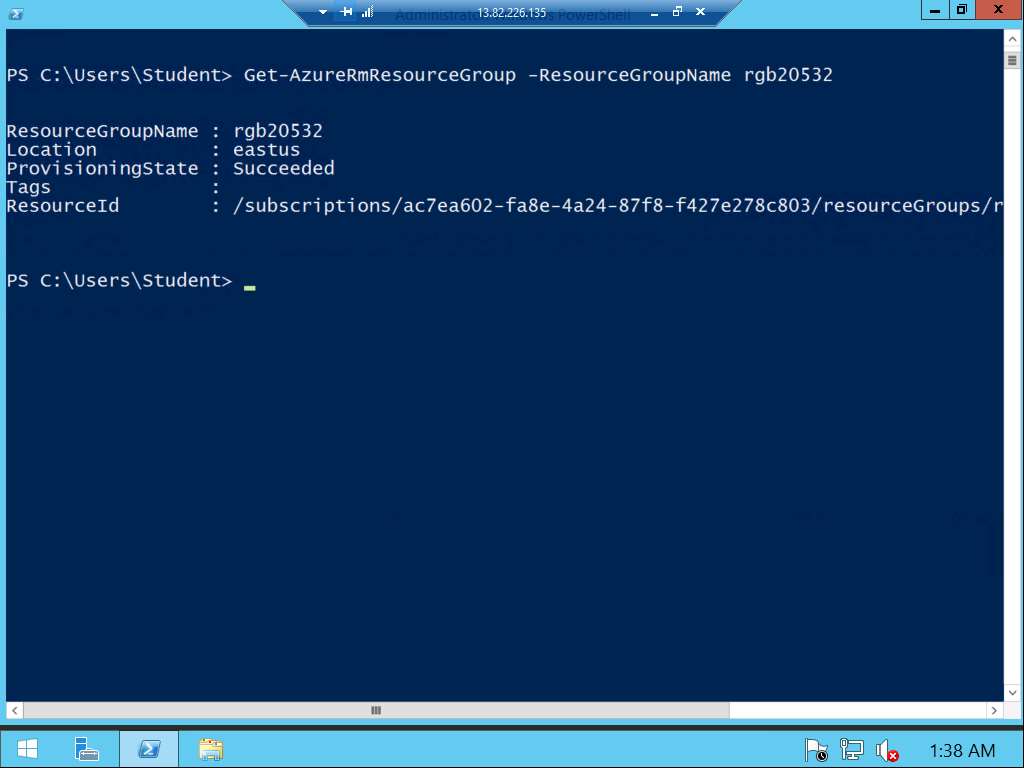 Administrator PowerShell
13.82.226.135
PS C:\Users\Student> Get-AzureRmResourceGroup -ResourceGroupName rgb20532
ResourceGroupName : rgb20532
Location : eastus
ProvisioningState : Succeeded
Tags :
ResourceId : /subscriptions/ac7ea602-fa8e-4a24-87f8-f427e278c803/resourceGroups/r
PS C:\Users\Student>
1:38 AM